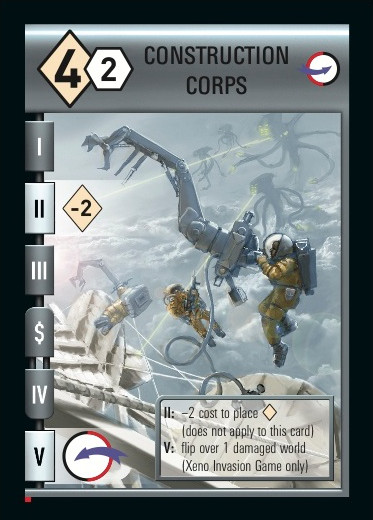 4 2 CONSTRUCTION
CORPS
I
II -2
III
$
IV
V
II: –2 cost to place
(does not apply to this card)
V: flip over 1 damaged world
(Xeno Invasion Game only)